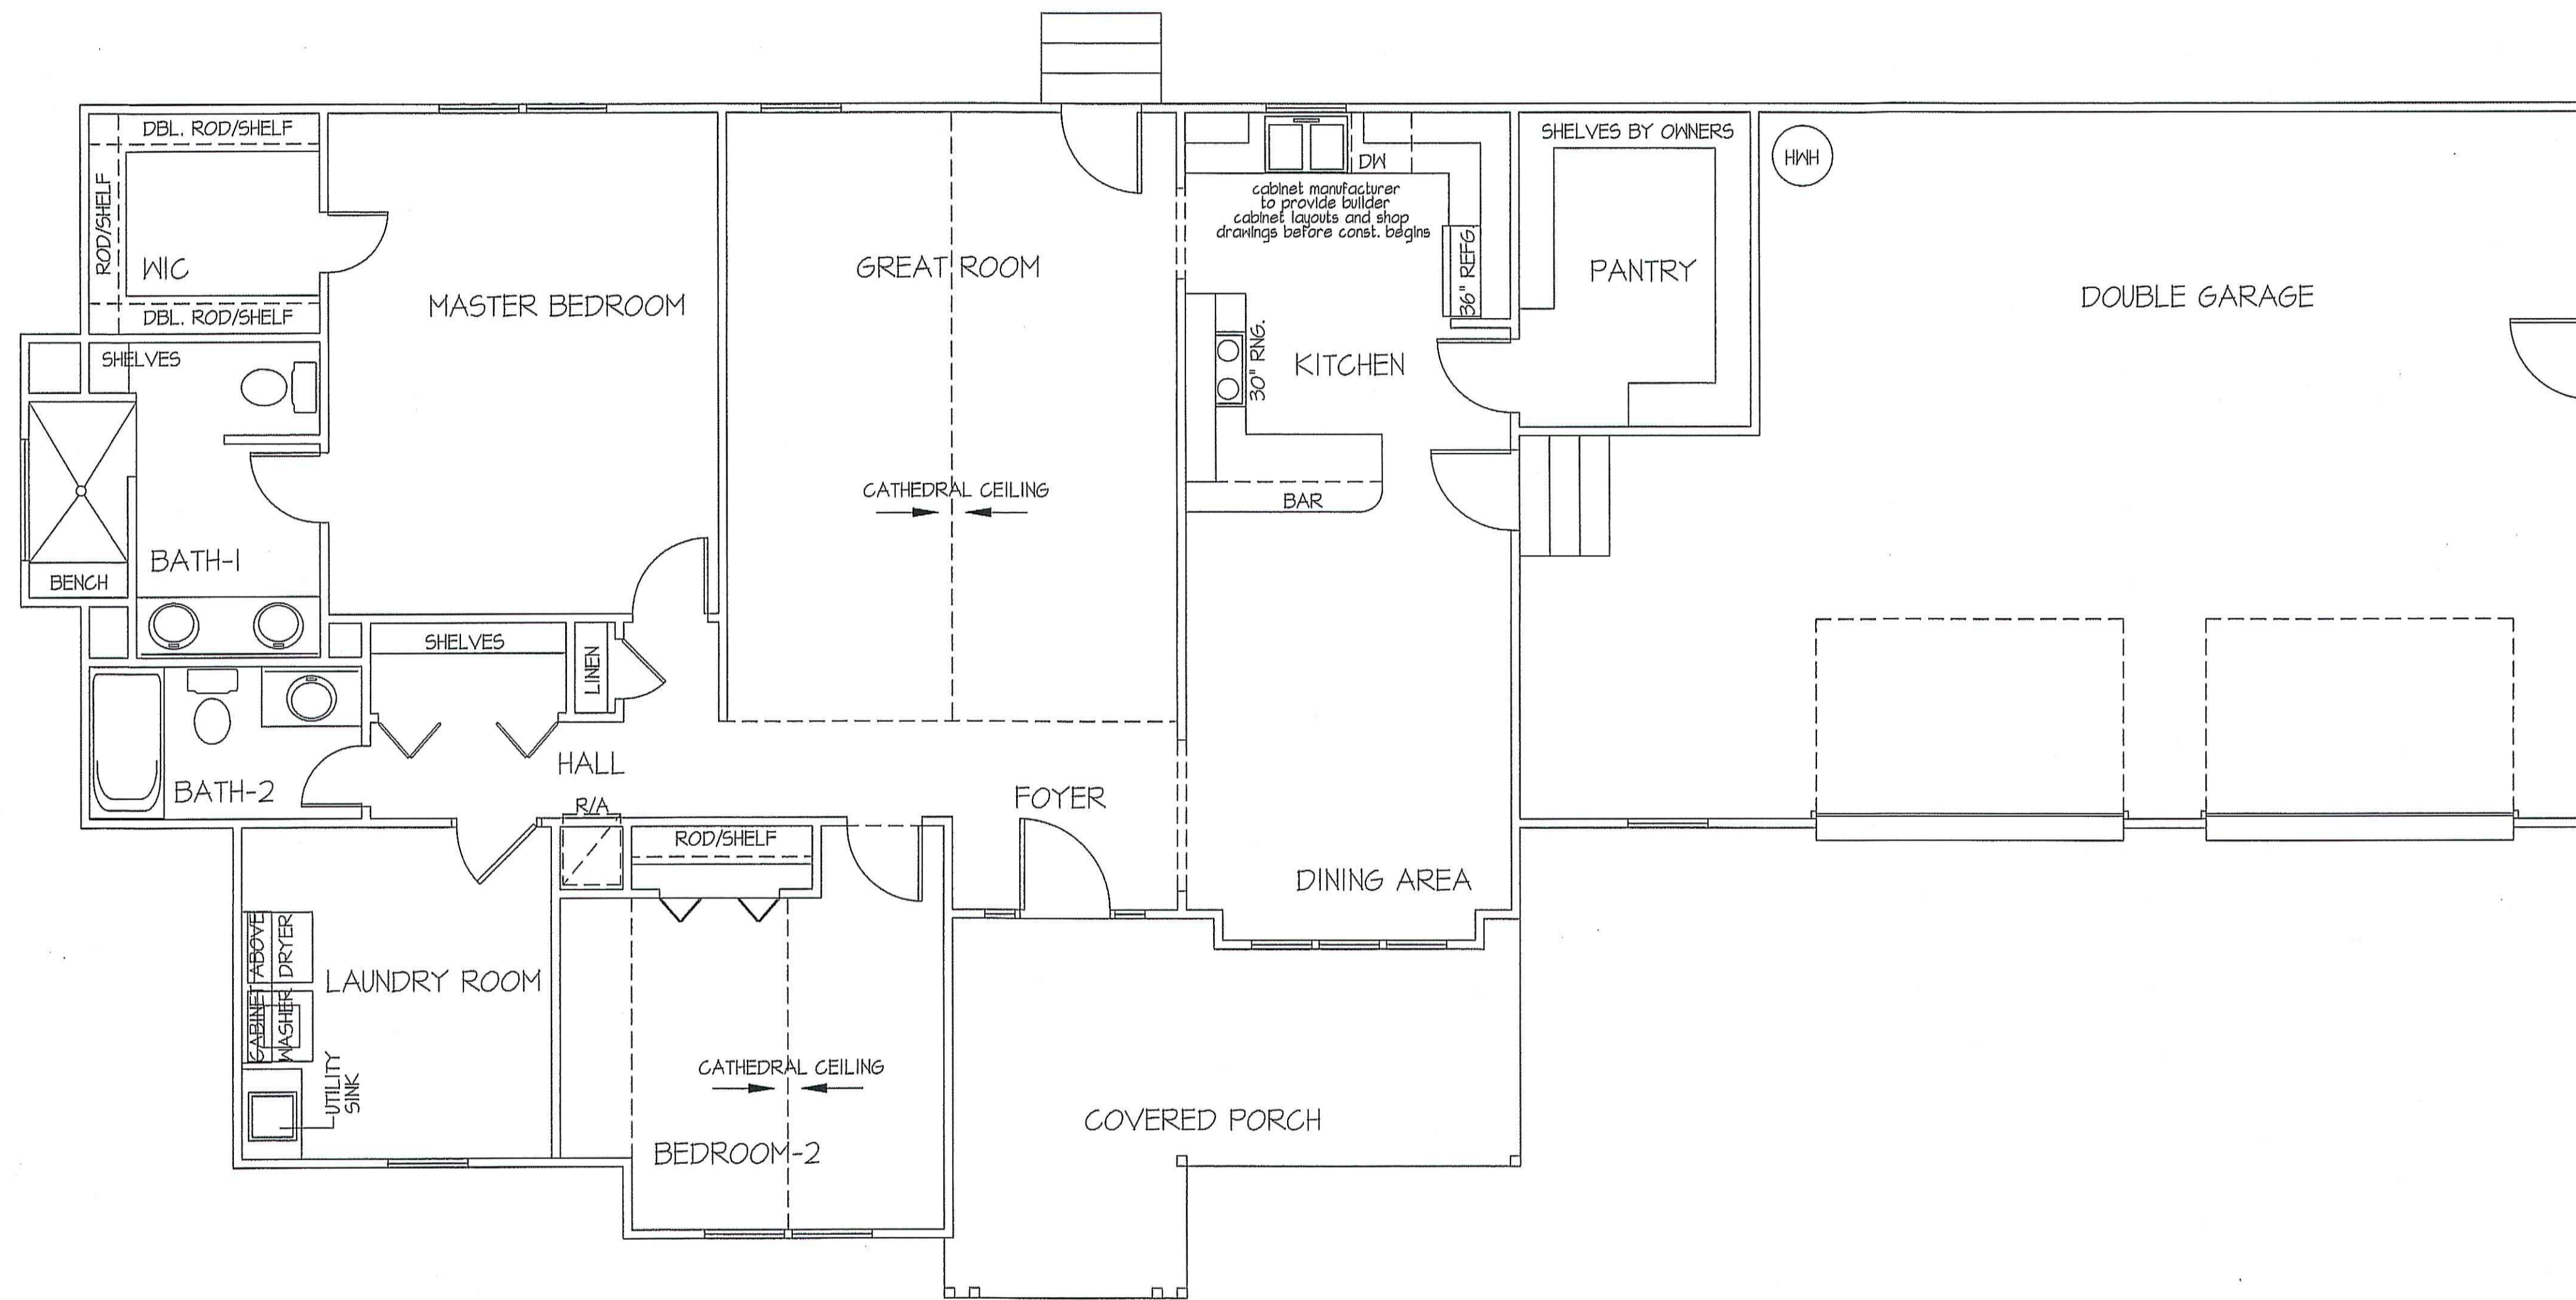 DBL. ROD/SHELF
ROD/SHELF
WIC
DBL. ROD/SHELF
MASTER BEDROOM
GREAT ROOM
DW
cabinet manufacturer
to provide builder
cabinet layouts and shop
drawings before const. begins
36" REFG.
30" RNG.
KITCHEN
SHELVES BY OWNERS
PANTRY
HWH
DOUBLE GARAGE
SHELVES
CATHEDRAL CEILING
BAR
BATH-1
BENCH
SHELVES
LINEN
HALL
BATH-2
R/A
FOYER
ROD/SHELF
DINING AREA
CABINET ABOVE
DRYER
WASHER
LAUNDRY ROOM
UTILITY
SINK
CATHEDRAL CEILING
BEDROOM-2
COVERED PORCH